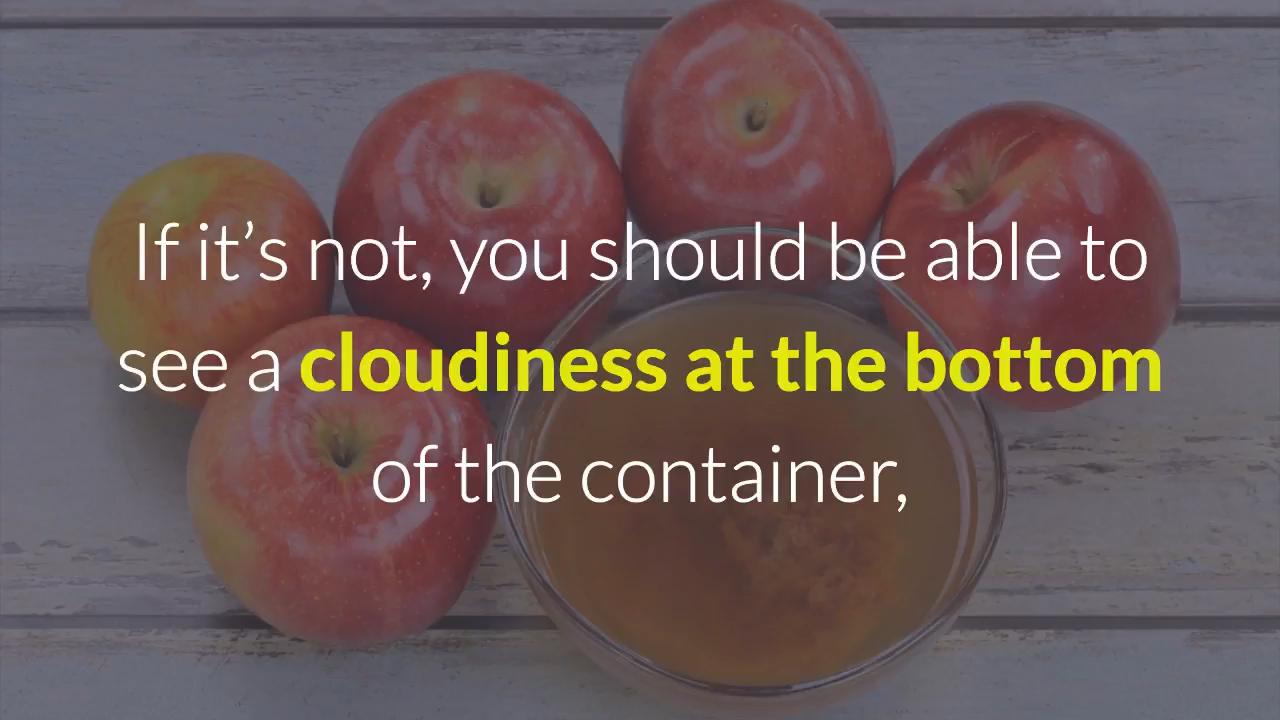 If it’s not, you should be able to
see a cloudiness at the bottom
of the container,